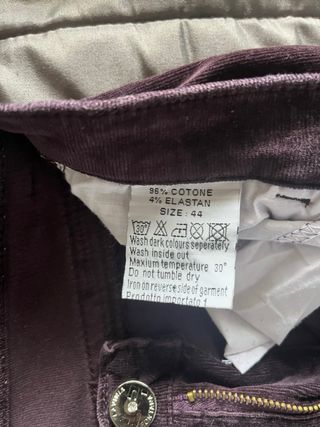 96% COTONE
4% ELASTAN
SIZE: 44
30°
Wash dark colours seperately
Wash inside out
Maxium temperature 30°
Do not tumble dry
Iron on reverse side of garment
Prodotto importato